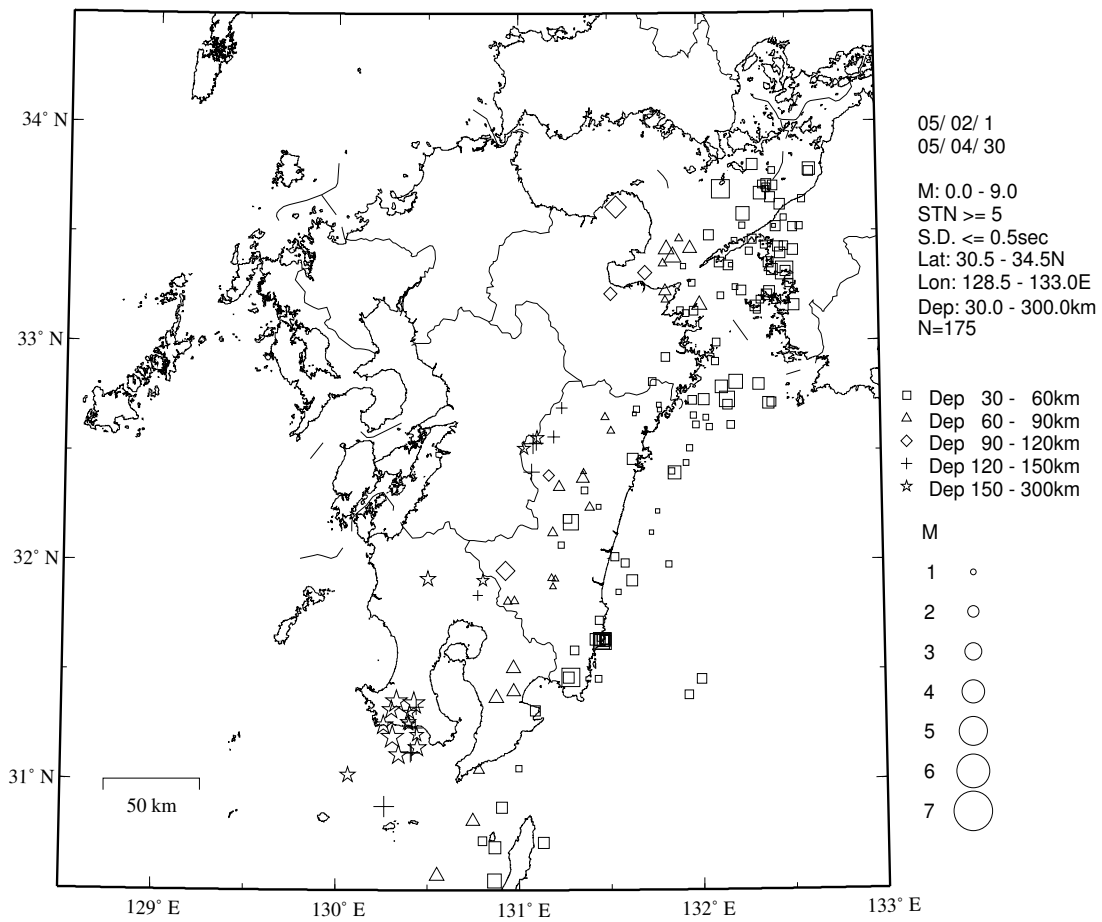 34° N
33° N
32° N
31° N
50 km
129° E
130° E
131° E
132° E
133° E
05/ 02/ 1
05/ 04/ 30
M: 0.0 - 9.0
STN >= 5
S.D. <= 0.5sec
Lat: 30.5 - 34.5N
Lon: 128.5 - 133.0E
Dep: 30.0 - 300.0km
N=175
Dep 30 - 60km
Dep 60 - 90km
Dep 90 - 120km
Dep 120 - 150km
Dep 150 - 300km
M
1
2
3
4
5
6
7